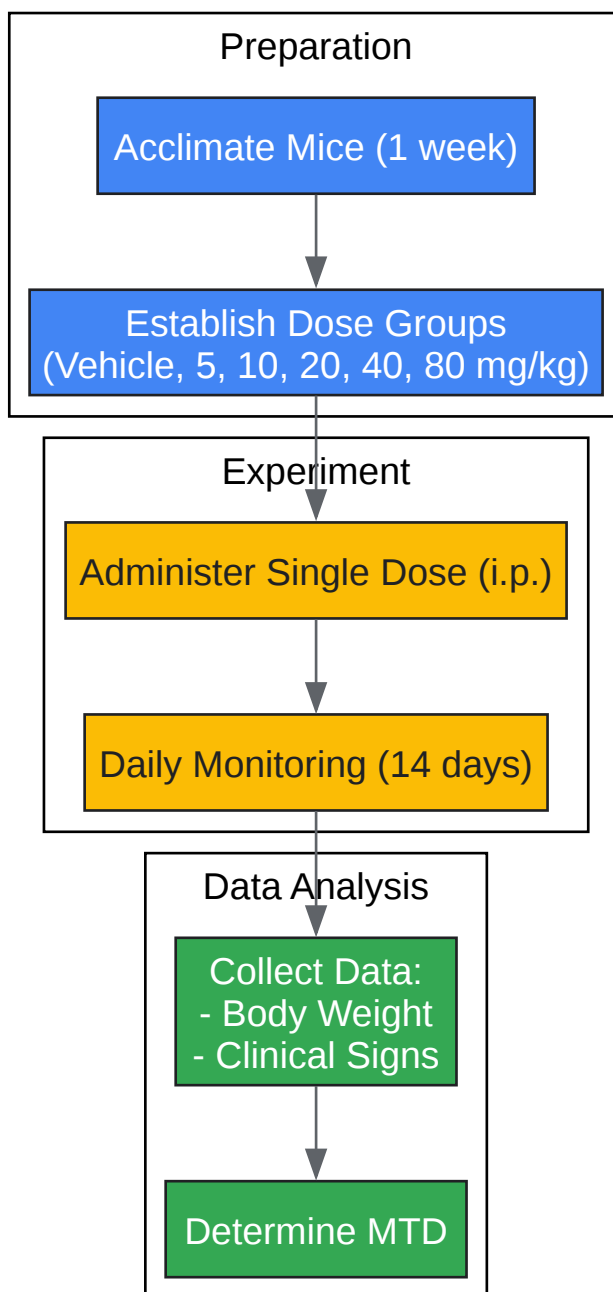 Preparation
Acclimate Mice (1 week)
Establish Dose Groups
(Vehicle, 5, 10, 20, 40, 80 mg/kg)
Experiment
Administer Single Dose (i.p.)
Daily Monitoring (14 days)
Data Analysis
Collect Data:
- Body Weight
- Clinical Signs
Determine MTD